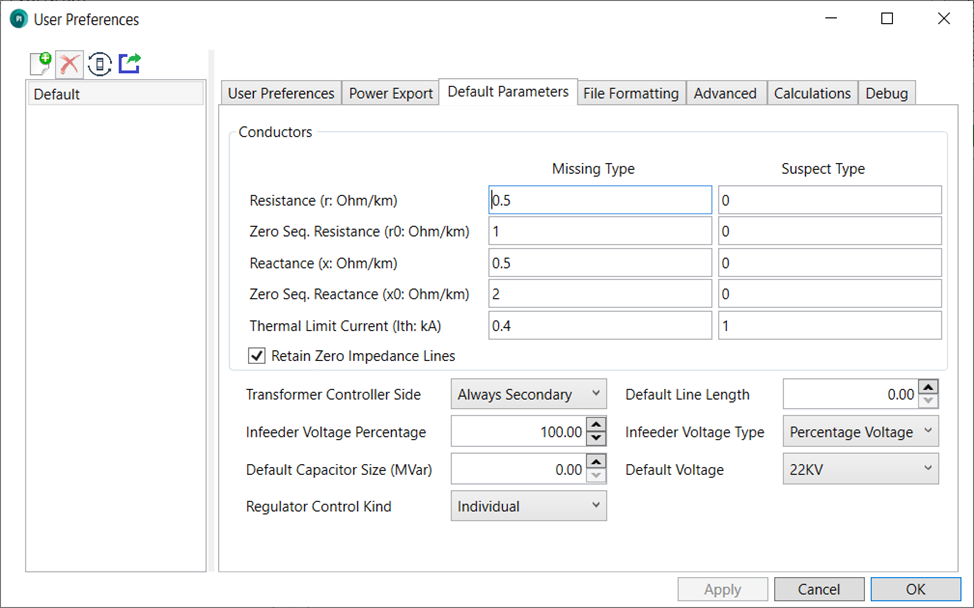 User Preferences
Default
User Preferences Power Export Default Parameters File Formatting Advanced Calculations Debug
Conductors
Missing Type Suspect Type
Resistance (r: Ohm/km) 0.5 0
Zero Seq. Resistance (r0: Ohm/km) 1 0
Reactance (x: Ohm/km) 0.5 0
Zero Seq. Reactance (x0: Ohm/km) 2 0
Thermal Limit Current (Ith: kA) 0.4 1
Retain Zero Impedance Lines
Transformer Controller Side Always Secondary Default Line Length 0.00
Infeeder Voltage Percentage 100.00 Infeeder Voltage Type Percentage Voltage
Default Capacitor Size (MVar) 0.00 Default Voltage 22KV
Regulator Control Kind Individual
Apply Cancel OK